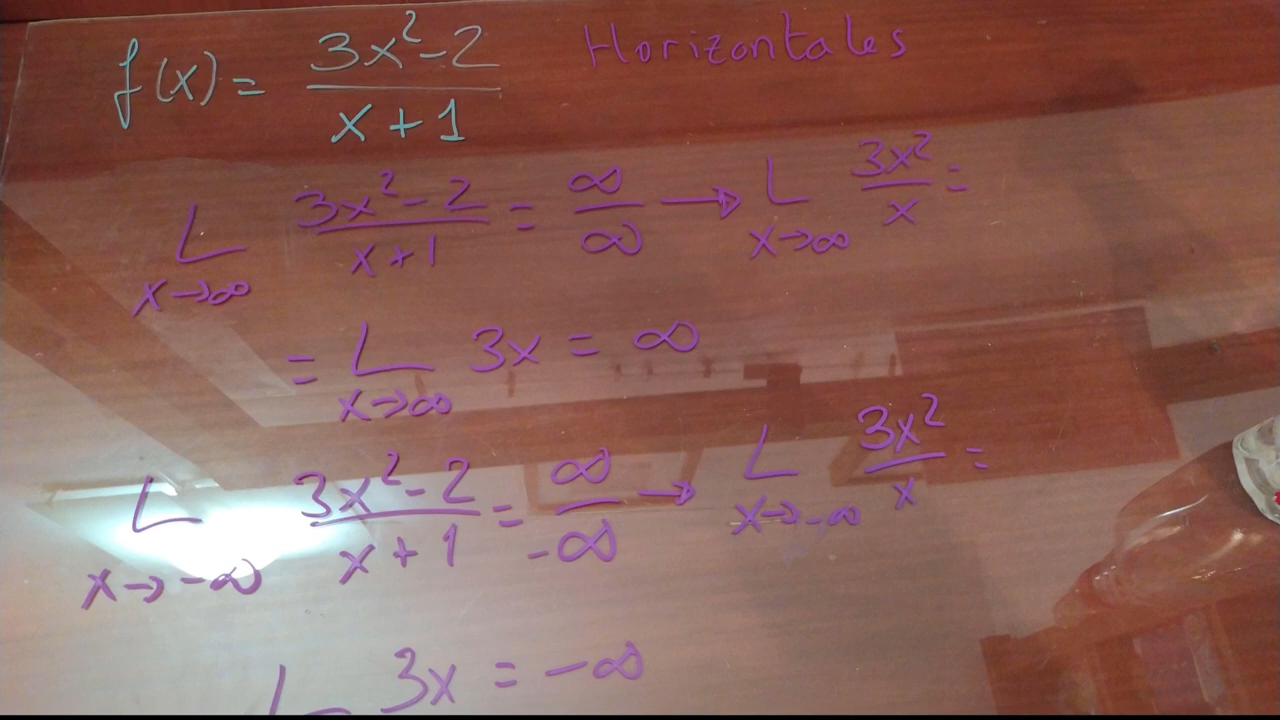 f(x) = (3x² - 2)/(x + 1) Horizontales
L x→∞ (3x² - 2)/(x + 1) = ∞/∞ → L x→∞ 3x²/x =
= L x→∞ 3x = ∞
L x→-∞ (3x² - 2)/(x + 1) = ∞/-∞ → L x→-∞ 3x²/x =
L 3x = -∞